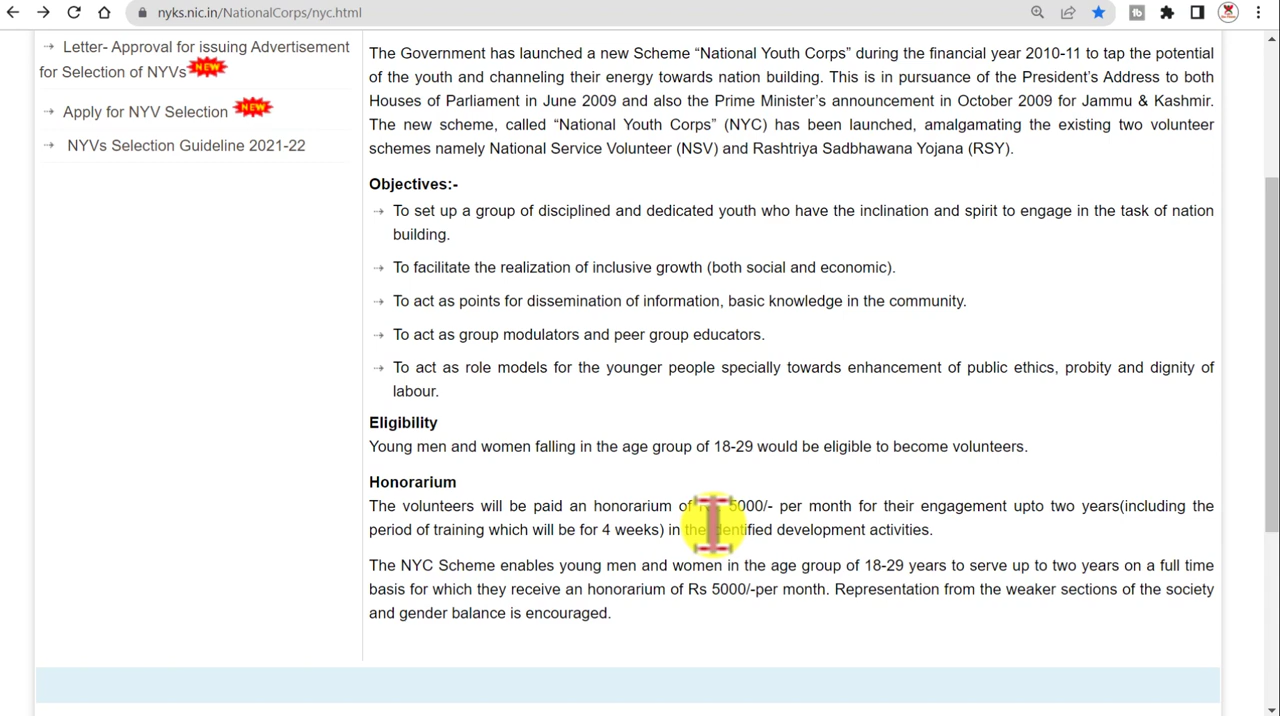 nyks.nic.in/NationalCorps/nyc.html
Letter- Approval for issuing Advertisement
for Selection of NYVs NEW
Apply for NYV Selection NEW
NYVs Selection Guideline 2021-22
The Government has launched a new Scheme “National Youth Corps” during the financial year 2010-11 to tap the potential
of the youth and channeling their energy towards nation building. This is in pursuance of the President’s Address to both
Houses of Parliament in June 2009 and also the Prime Minister’s announcement in October 2009 for Jammu & Kashmir.
The new scheme, called “National Youth Corps” (NYC) has been launched, amalgamating the existing two volunteer
schemes namely National Service Volunteer (NSV) and Rashtriya Sadbhawana Yojana (RSY).
Objectives:-
To set up a group of disciplined and dedicated youth who have the inclination and spirit to engage in the task of nation
building.
To facilitate the realization of inclusive growth (both social and economic).
To act as points for dissemination of information, basic knowledge in the community.
To act as group modulators and peer group educators.
To act as role models for the younger people specially towards enhancement of public ethics, probity and dignity of
labour.
Eligibility
Young men and women falling in the age group of 18-29 would be eligible to become volunteers.
Honorarium
The volunteers will be paid an honorarium of 5000/- per month for their engagement upto two years(including the
period of training which will be for 4 weeks) in the identified development activities.
The NYC Scheme enables young men and women in the age group of 18-29 years to serve up to two years on a full time
basis for which they receive an honorarium of Rs 5000/-per month. Representation from the weaker sections of the society
and gender balance is encouraged.